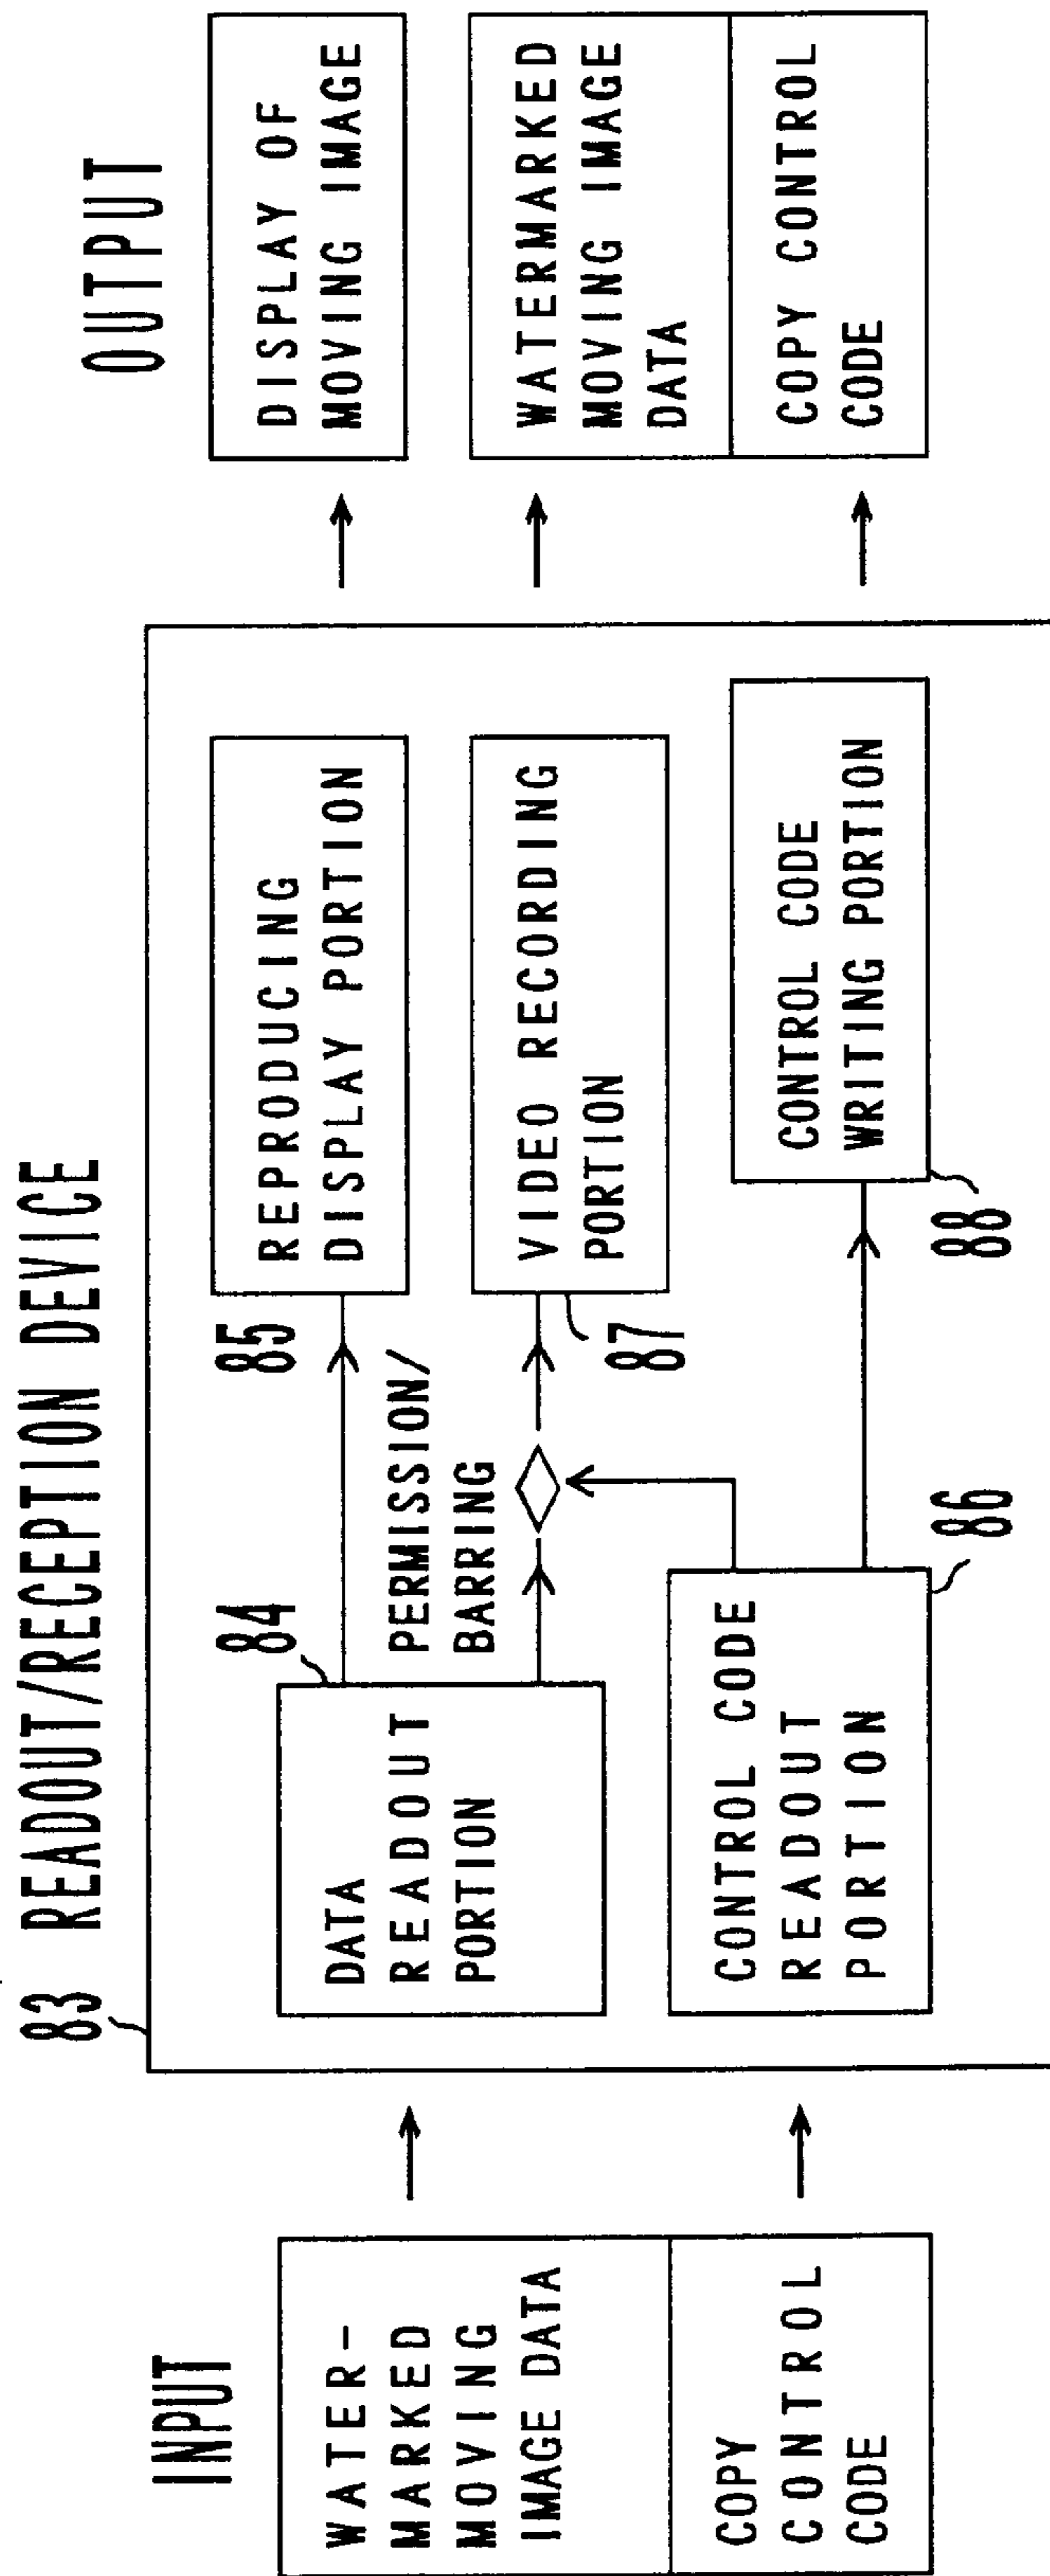 83 READOUT/RECEPTION DEVICE
INPUT
WATER-
MARKED
MOVING
IMAGE DATA
COPY
CONTROL
CODE
84
DATA
READOUT
PORTION
PERMISSION/
BARRING
CONTROL CODE
READOUT
PORTION
86
85
REPRODUCING
DISPLAY PORTION
VIDEO RECORDING
PORTION
87
CONTROL CODE
WRITING PORTION
88
OUTPUT
DISPLAY OF
MOVING IMAGE
WATERMARKED
MOVING IMAGE
DATA
COPY CONTROL
CODE